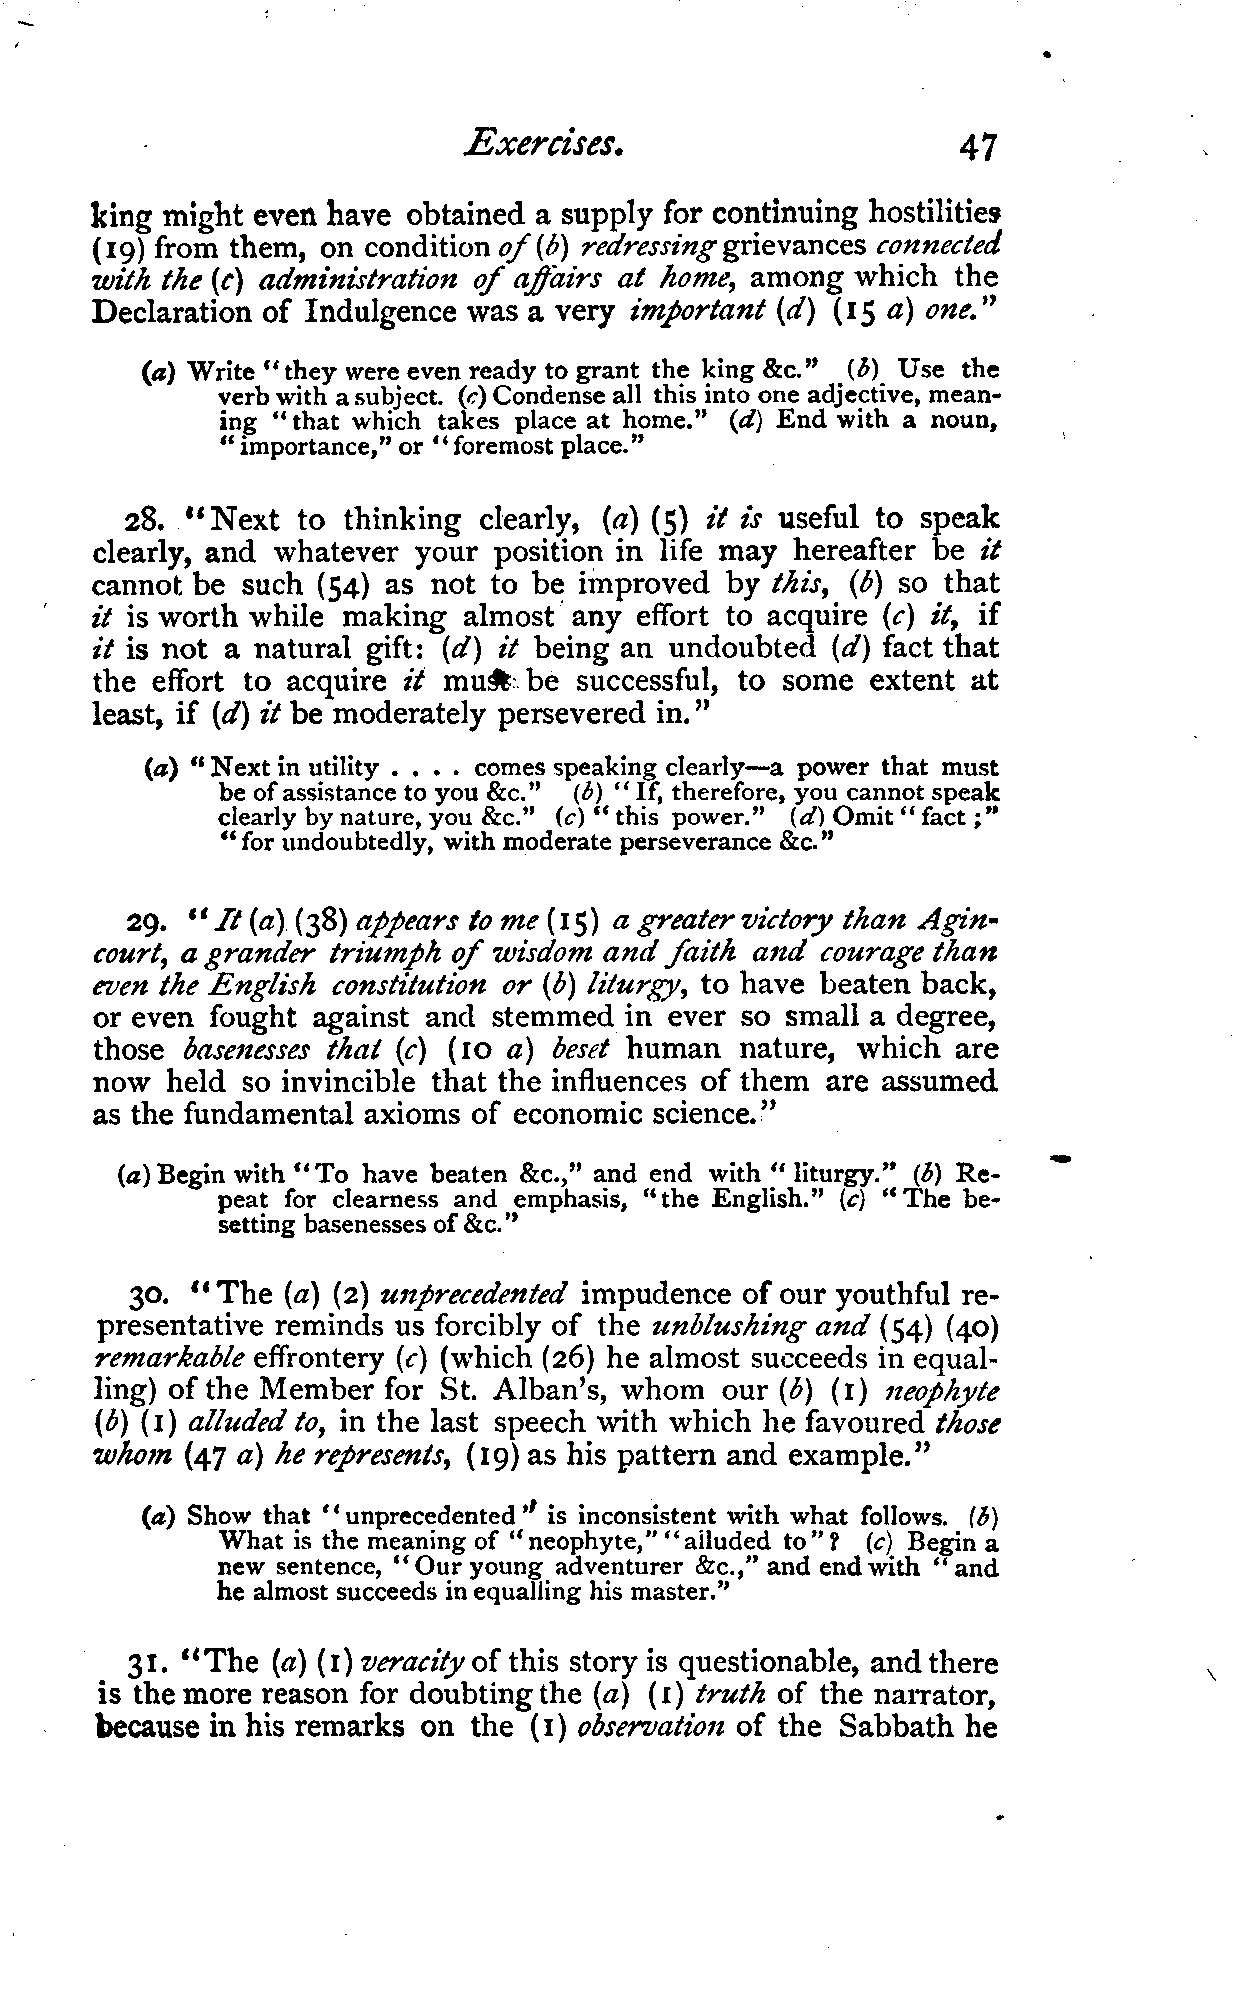 Exercises. 47
king might even have obtained a supply for continuing hostilities
(19) from them, on condition of (b) redressing grievances connected
with the (c) administration of affairs at home, among which the
Declaration of Indulgence was a very important (d) (15 a) one."
(a) Write "they were even ready to grant the king &c." (b) Use the
verb with a subject. (c) Condense all this into one adjective, mean-
ing "that which takes place at home." (d) End with a noun,
"importance," or "foremost place."
28. "Next to thinking clearly, (a) (5) it is useful to speak
clearly, and whatever your position in life may hereafter be it
cannot be such (54) as not to be improved by this, (b) so that
it is worth while making almost any effort to acquire (c) it, if
it is not a natural gift: (d) it being an undoubted (d) fact that
the effort to acquire it must be successful, to some extent at
least, if (d) it be moderately persevered in."
(a) "Next in utility . . . . comes speaking clearly—a power that must
be of assistance to you &c." (b) "If, therefore, you cannot speak
clearly by nature, you &c." (c) "this power." (d) Omit "fact ;"
"for undoubtedly, with moderate perseverance &c."
29. "It (a) (38) appears to me (15) a greater victory than Agin-
court, a grander triumph of wisdom and faith and courage than
even the English constitution or (b) liturgy, to have beaten back,
or even fought against and stemmed in ever so small a degree,
those basenesses that (c) (10 a) beset human nature, which are
now held so invincible that the influences of them are assumed
as the fundamental axioms of economic science."
(a) Begin with "To have beaten &c.," and end with "liturgy." (b) Re-
peat for clearness and emphasis, "the English." (c) "The be-
setting basenesses of &c."
30. "The (a) (2) unprecedented impudence of our youthful re-
presentative reminds us forcibly of the unblushing and (54) (40)
remarkable effrontery (c) (which (26) he almost succeeds in equal-
ling) of the Member for St. Alban's, whom our (b) (1) neophyte
(b) (1) alluded to, in the last speech with which he favoured those
whom (47 a) he represents, (19) as his pattern and example."
(a) Show that "unprecedented" is inconsistent with what follows. (b)
What is the meaning of "neophyte," "alluded to"? (c) Begin a
new sentence, "Our young adventurer &c.," and end with "and
he almost succeeds in equalling his master."
31. "The (a) (1) veracity of this story is questionable, and there
is the more reason for doubting the (a) (1) truth of the narrator,
because in his remarks on the (1) observation of the Sabbath he